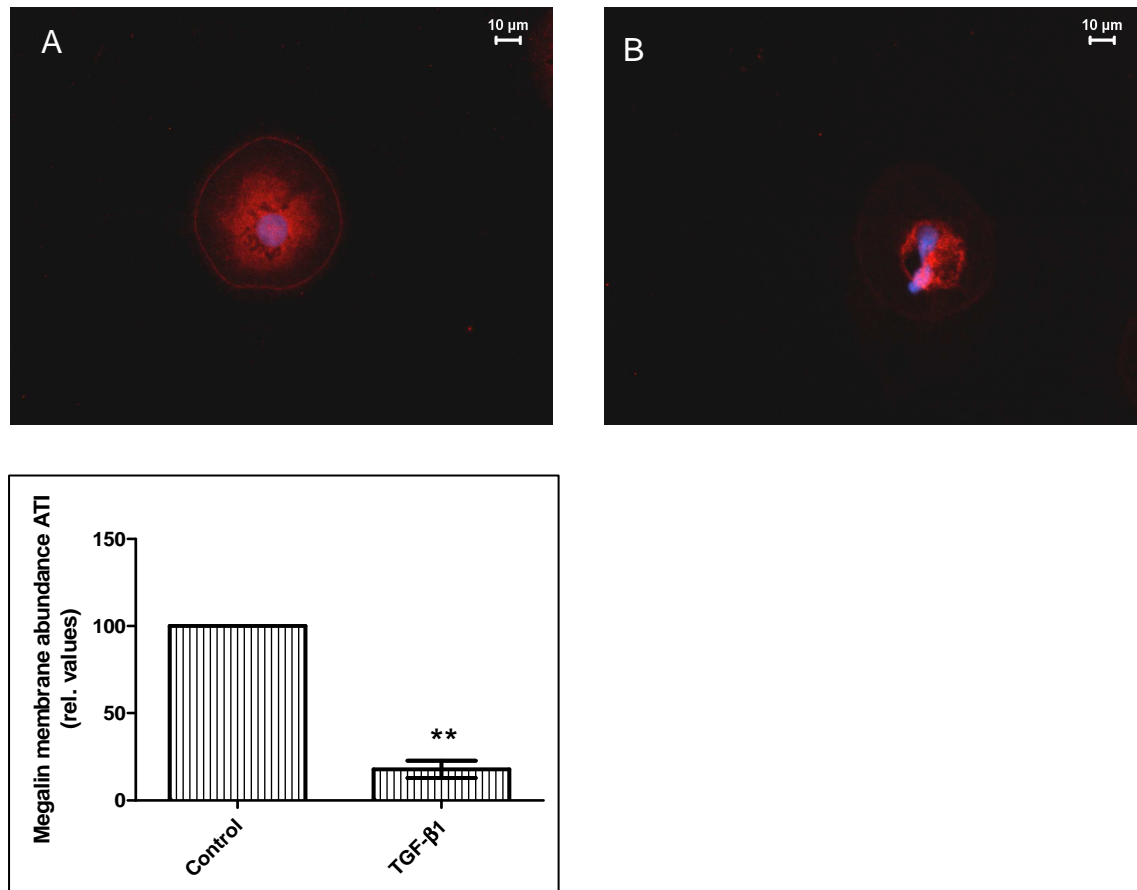 A
10 µm
B
10 µm
Megalin membrane abundance ATI
(rel. values)
150
100
50
0
**
Control
TGF-β1